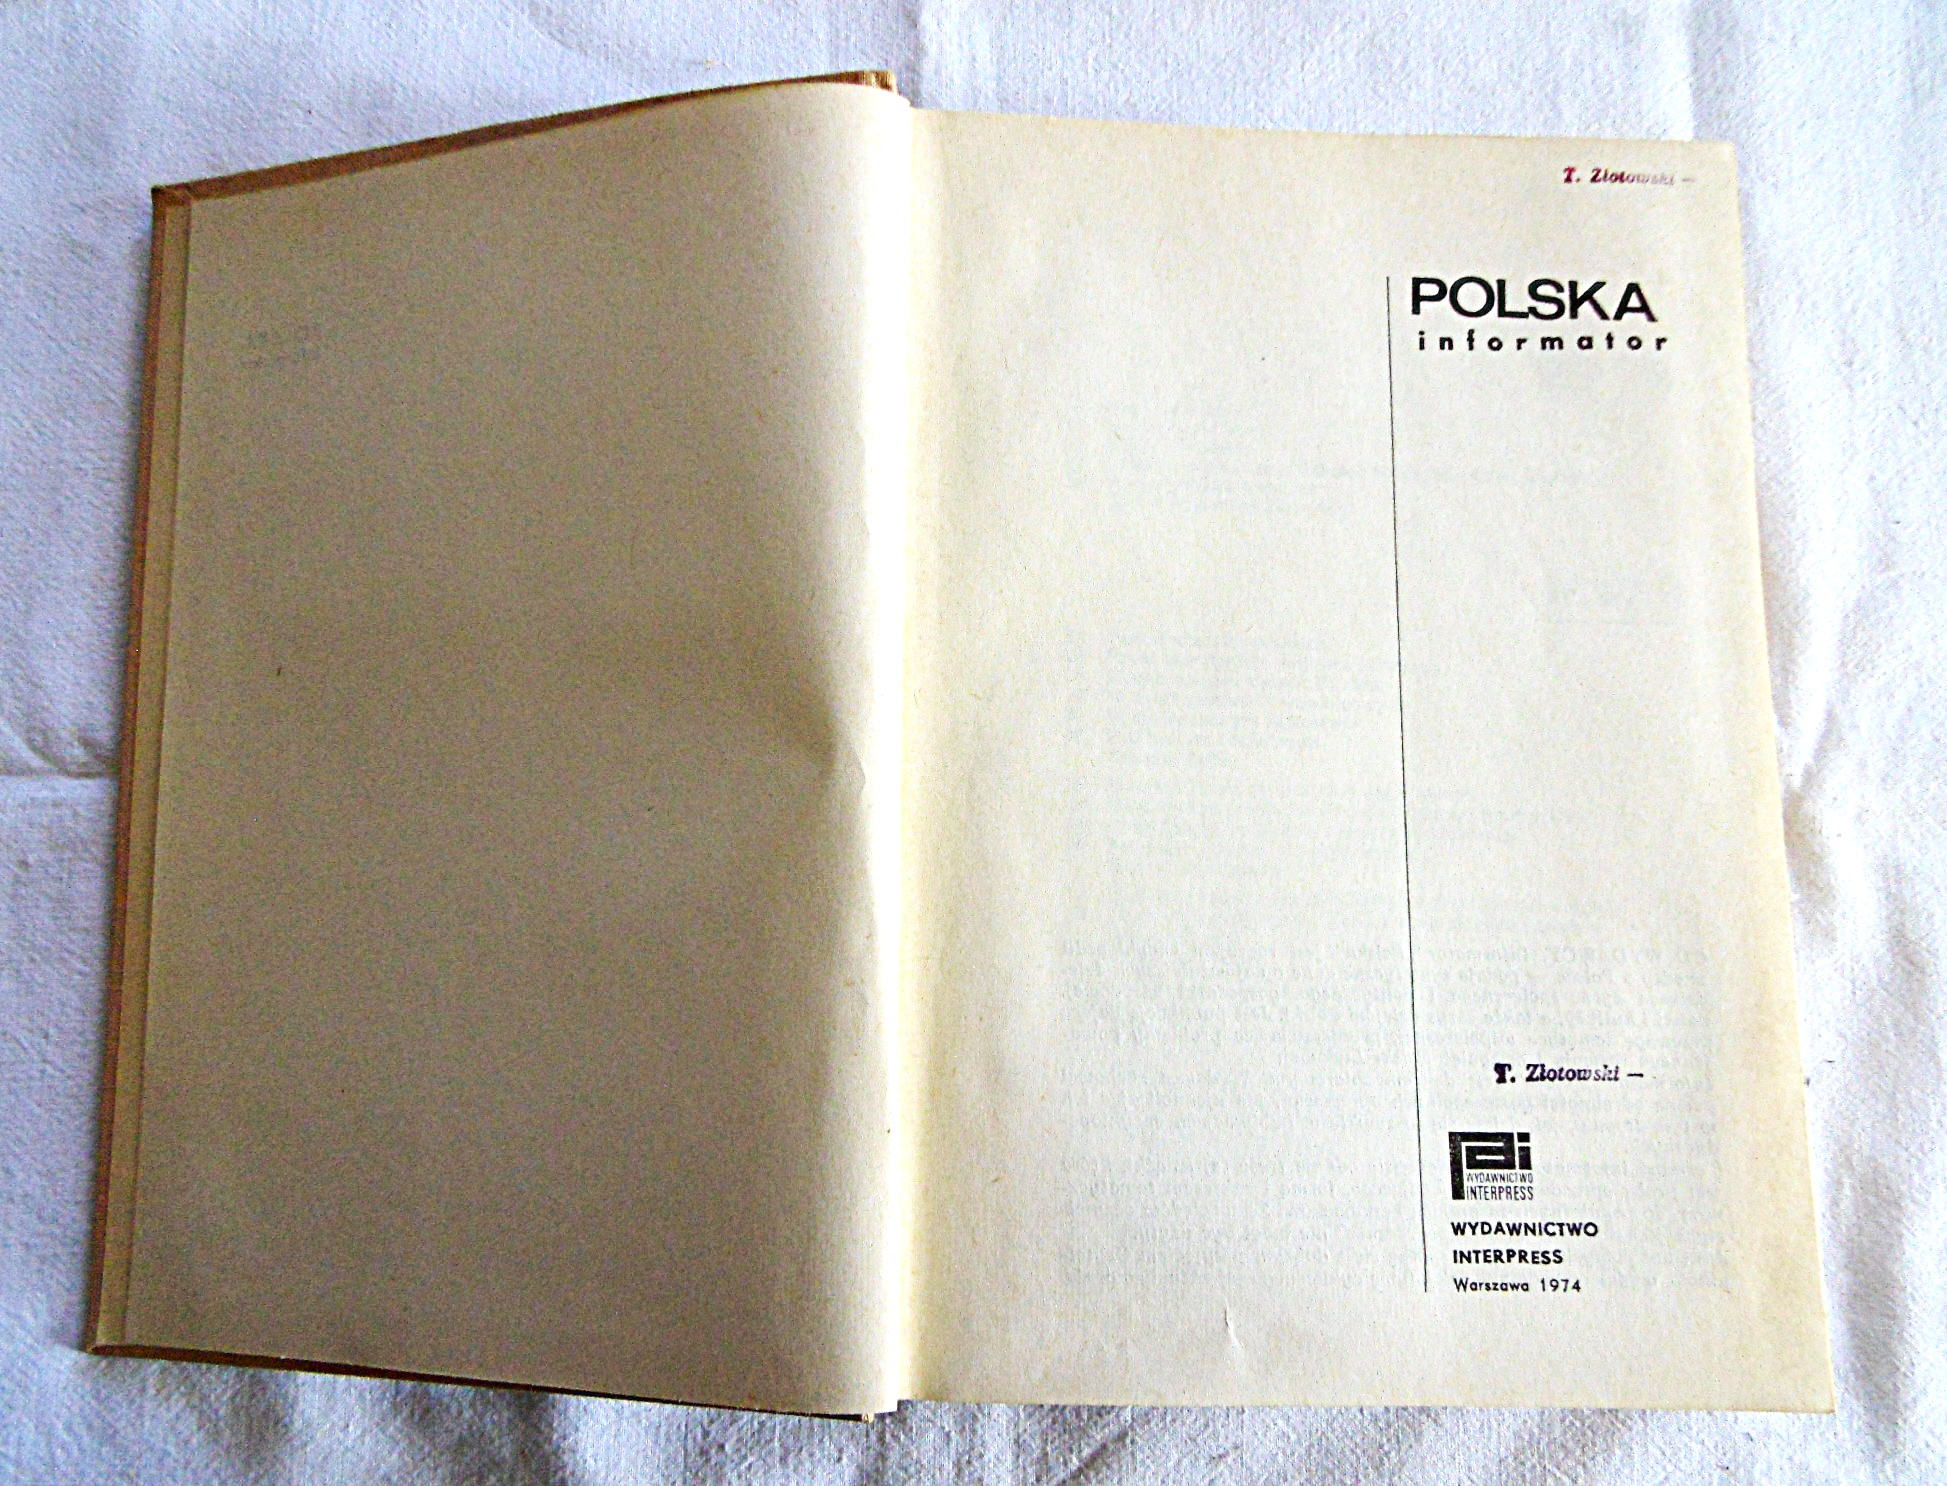 T. Złotowski –
POLSKA
informator
T. Złotowski –
WYDAWNICTWO
INTERPRESS
WYDAWNICTWO
INTERPRESS
Warszawa 1974